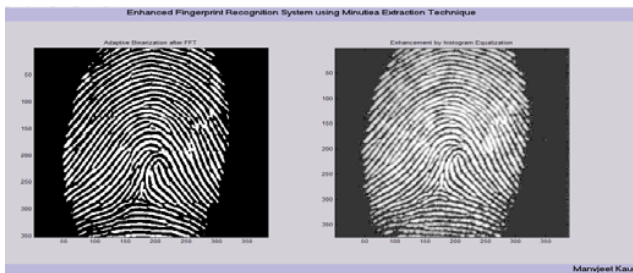 Enhanced Fingerprint Recognition System using Minutiea Extraction Technique
Adaptive Binarization after FFT
Enhancement by histogram Equalization
50
100
150
200
250
300
350
50 100 150 200 250 300 350
50
100
150
200
250
300
350
50 100 150 200 250 300 350
Manvjeet Kau